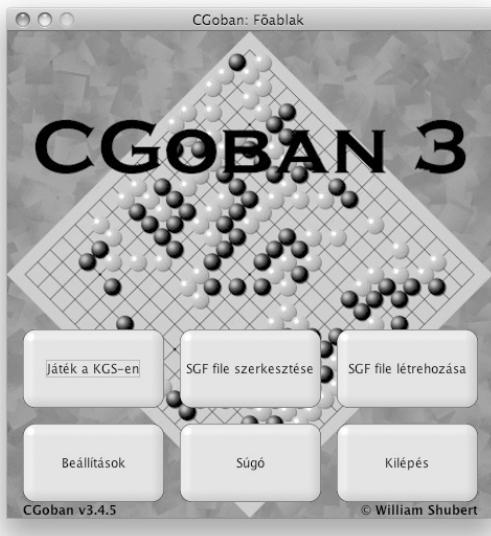 CGoban: Főablak
CGOBAN 3
Játék a KGS-en
SGF file szerkesztése
SGF file létrehozása
Beállítások
Súgó
Kilépés
CGoban v3.4.5
© William Shubert